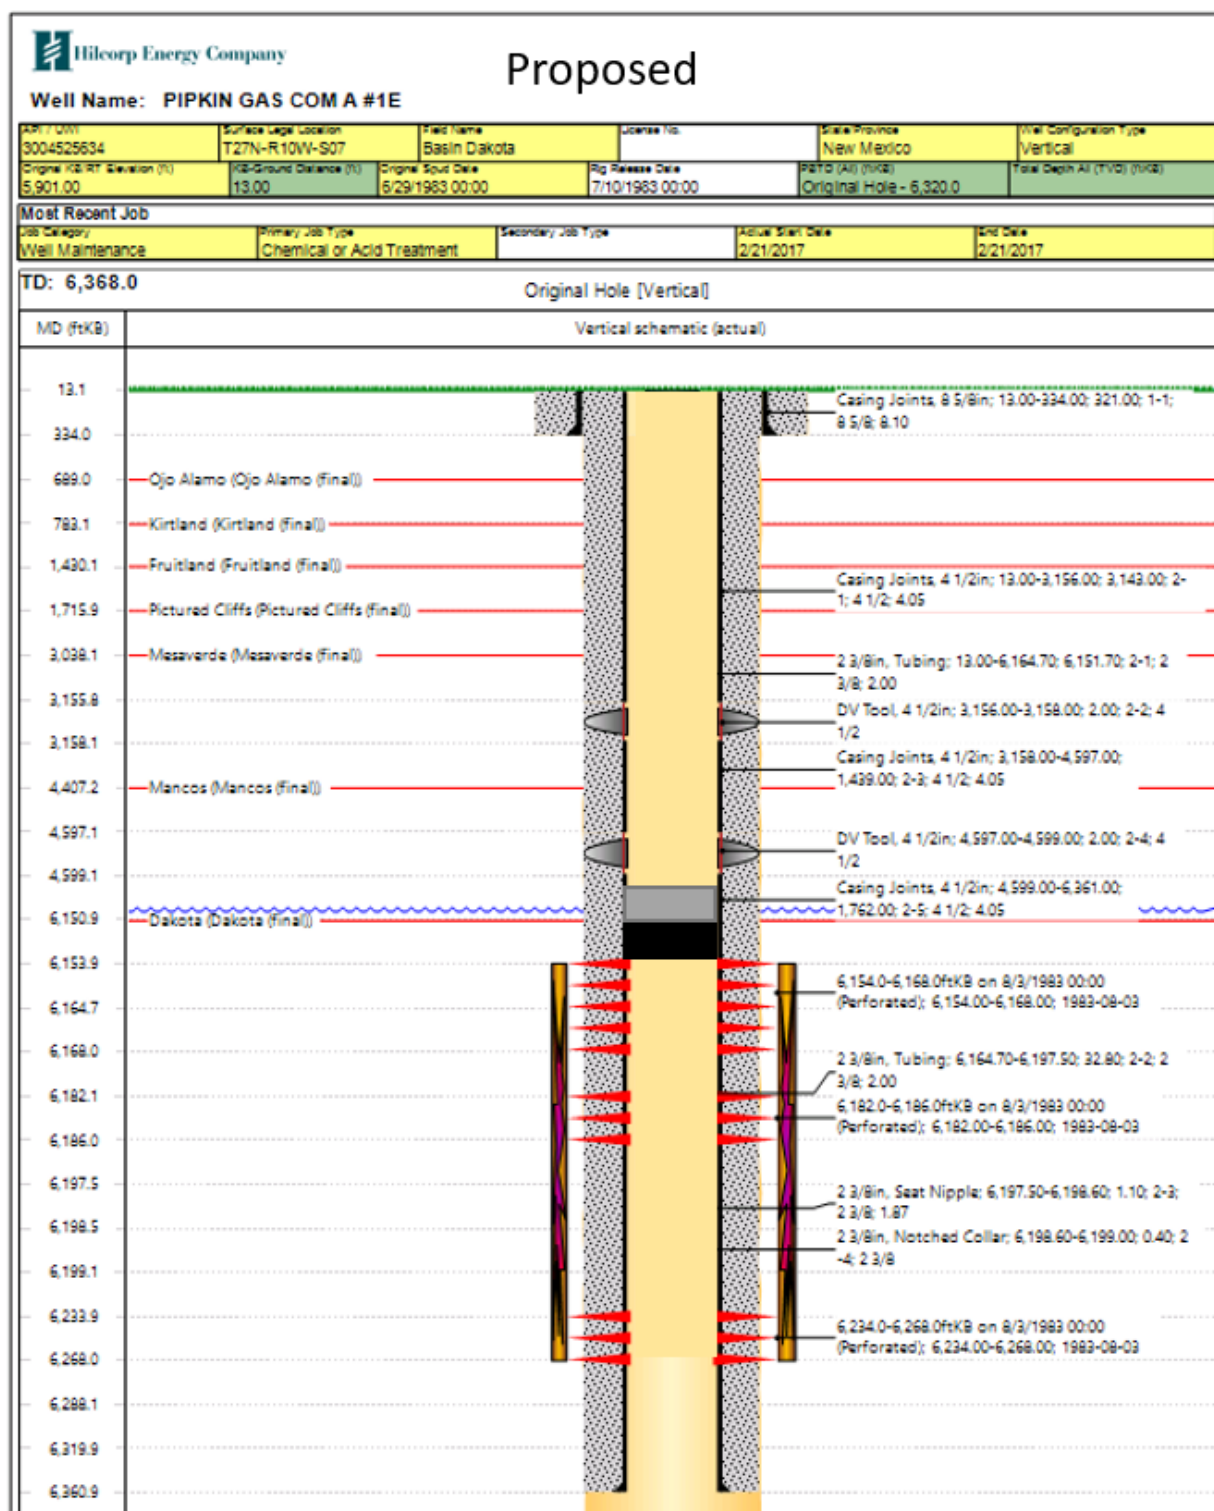 Hilcorp Energy Company
Proposed
Well Name: PIPKIN GAS COM A #1E
API / UWI
Surface Legal Location
Field Name
License No.
State/Province
Well Configuration Type
3004525634
T27N-R10W-S07
Basin Dakota
New Mexico
Vertical
Original KB/RT Elevation (ft)
KB-Ground Distance (ft)
Original Spud Date
Rig Release Date
PBTD (All) (ftKB)
Total Depth All (TVD) (ftKB)
5,901.00
13.00
6/29/1983 00:00
7/10/1983 00:00
Original Hole - 6,320.0
Most Recent Job
Job Category
Primary Job Type
Secondary Job Type
Actual Start Date
End Date
Well Maintenance
Chemical or Acid Treatment
2/21/2017
2/21/2017
TD: 6,368.0
Original Hole [Vertical]
MD (ftKB)
Vertical schematic (actual)
13.1
Casing Joints, 8 5/8in; 13.00-334.00; 321.00; 1-1;
8 5/8; 8.10
334.0
689.0
Ojo Alamo (Ojo Alamo (final))
783.1
Kirtland (Kirtland (final))
1,430.1
Fruitland (Fruitland (final))
Casing Joints, 4 1/2in; 13.00-3,156.00; 3,143.00; 2-
1; 4 1/2; 4.05
1,715.9
Pictured Cliffs (Pictured Cliffs (final))
3,038.1
Mesaverde (Mesaverde (final))
2 3/8in, Tubing; 13.00-6,164.70; 6,151.70; 2-1; 2
3/8; 2.00
3,155.8
DV Tool, 4 1/2in; 3,156.00-3,158.00; 2.00; 2-2; 4
1/2
3,158.1
Casing Joints, 4 1/2in; 3,158.00-4,597.00;
1,439.00; 2-3; 4 1/2; 4.05
4,407.2
Mancos (Mancos (final))
4,597.1
DV Tool, 4 1/2in; 4,597.00-4,599.00; 2.00; 2-4; 4
1/2
4,599.1
Casing Joints, 4 1/2in; 4,599.00-6,361.00;
1,762.00; 2-5; 4 1/2; 4.05
6,150.9
Dakota (Dakota (final))
6,153.9
6,154.0-6,168.0ftKB on 8/3/1983 00:00
(Perforated); 6,154.00-6,168.00; 1983-08-03
6,164.7
6,168.0
2 3/8in, Tubing; 6,164.70-6,197.50; 32.80; 2-2; 2
3/8; 2.00
6,182.1
6,182.0-6,186.0ftKB on 8/3/1983 00:00
(Perforated); 6,182.00-6,186.00; 1983-08-03
6,186.0
6,197.5
2 3/8in, Seat Nipple; 6,197.50-6,198.60; 1.10; 2-3;
2 3/8; 1.87
6,198.5
2 3/8in, Notched Collar; 6,198.60-6,199.00; 0.40; 2
-4; 2 3/8
6,199.1
6,233.9
6,234.0-6,268.0ftKB on 8/3/1983 00:00
(Perforated); 6,234.00-6,268.00; 1983-08-03
6,268.0
6,288.1
6,319.9
6,360.9